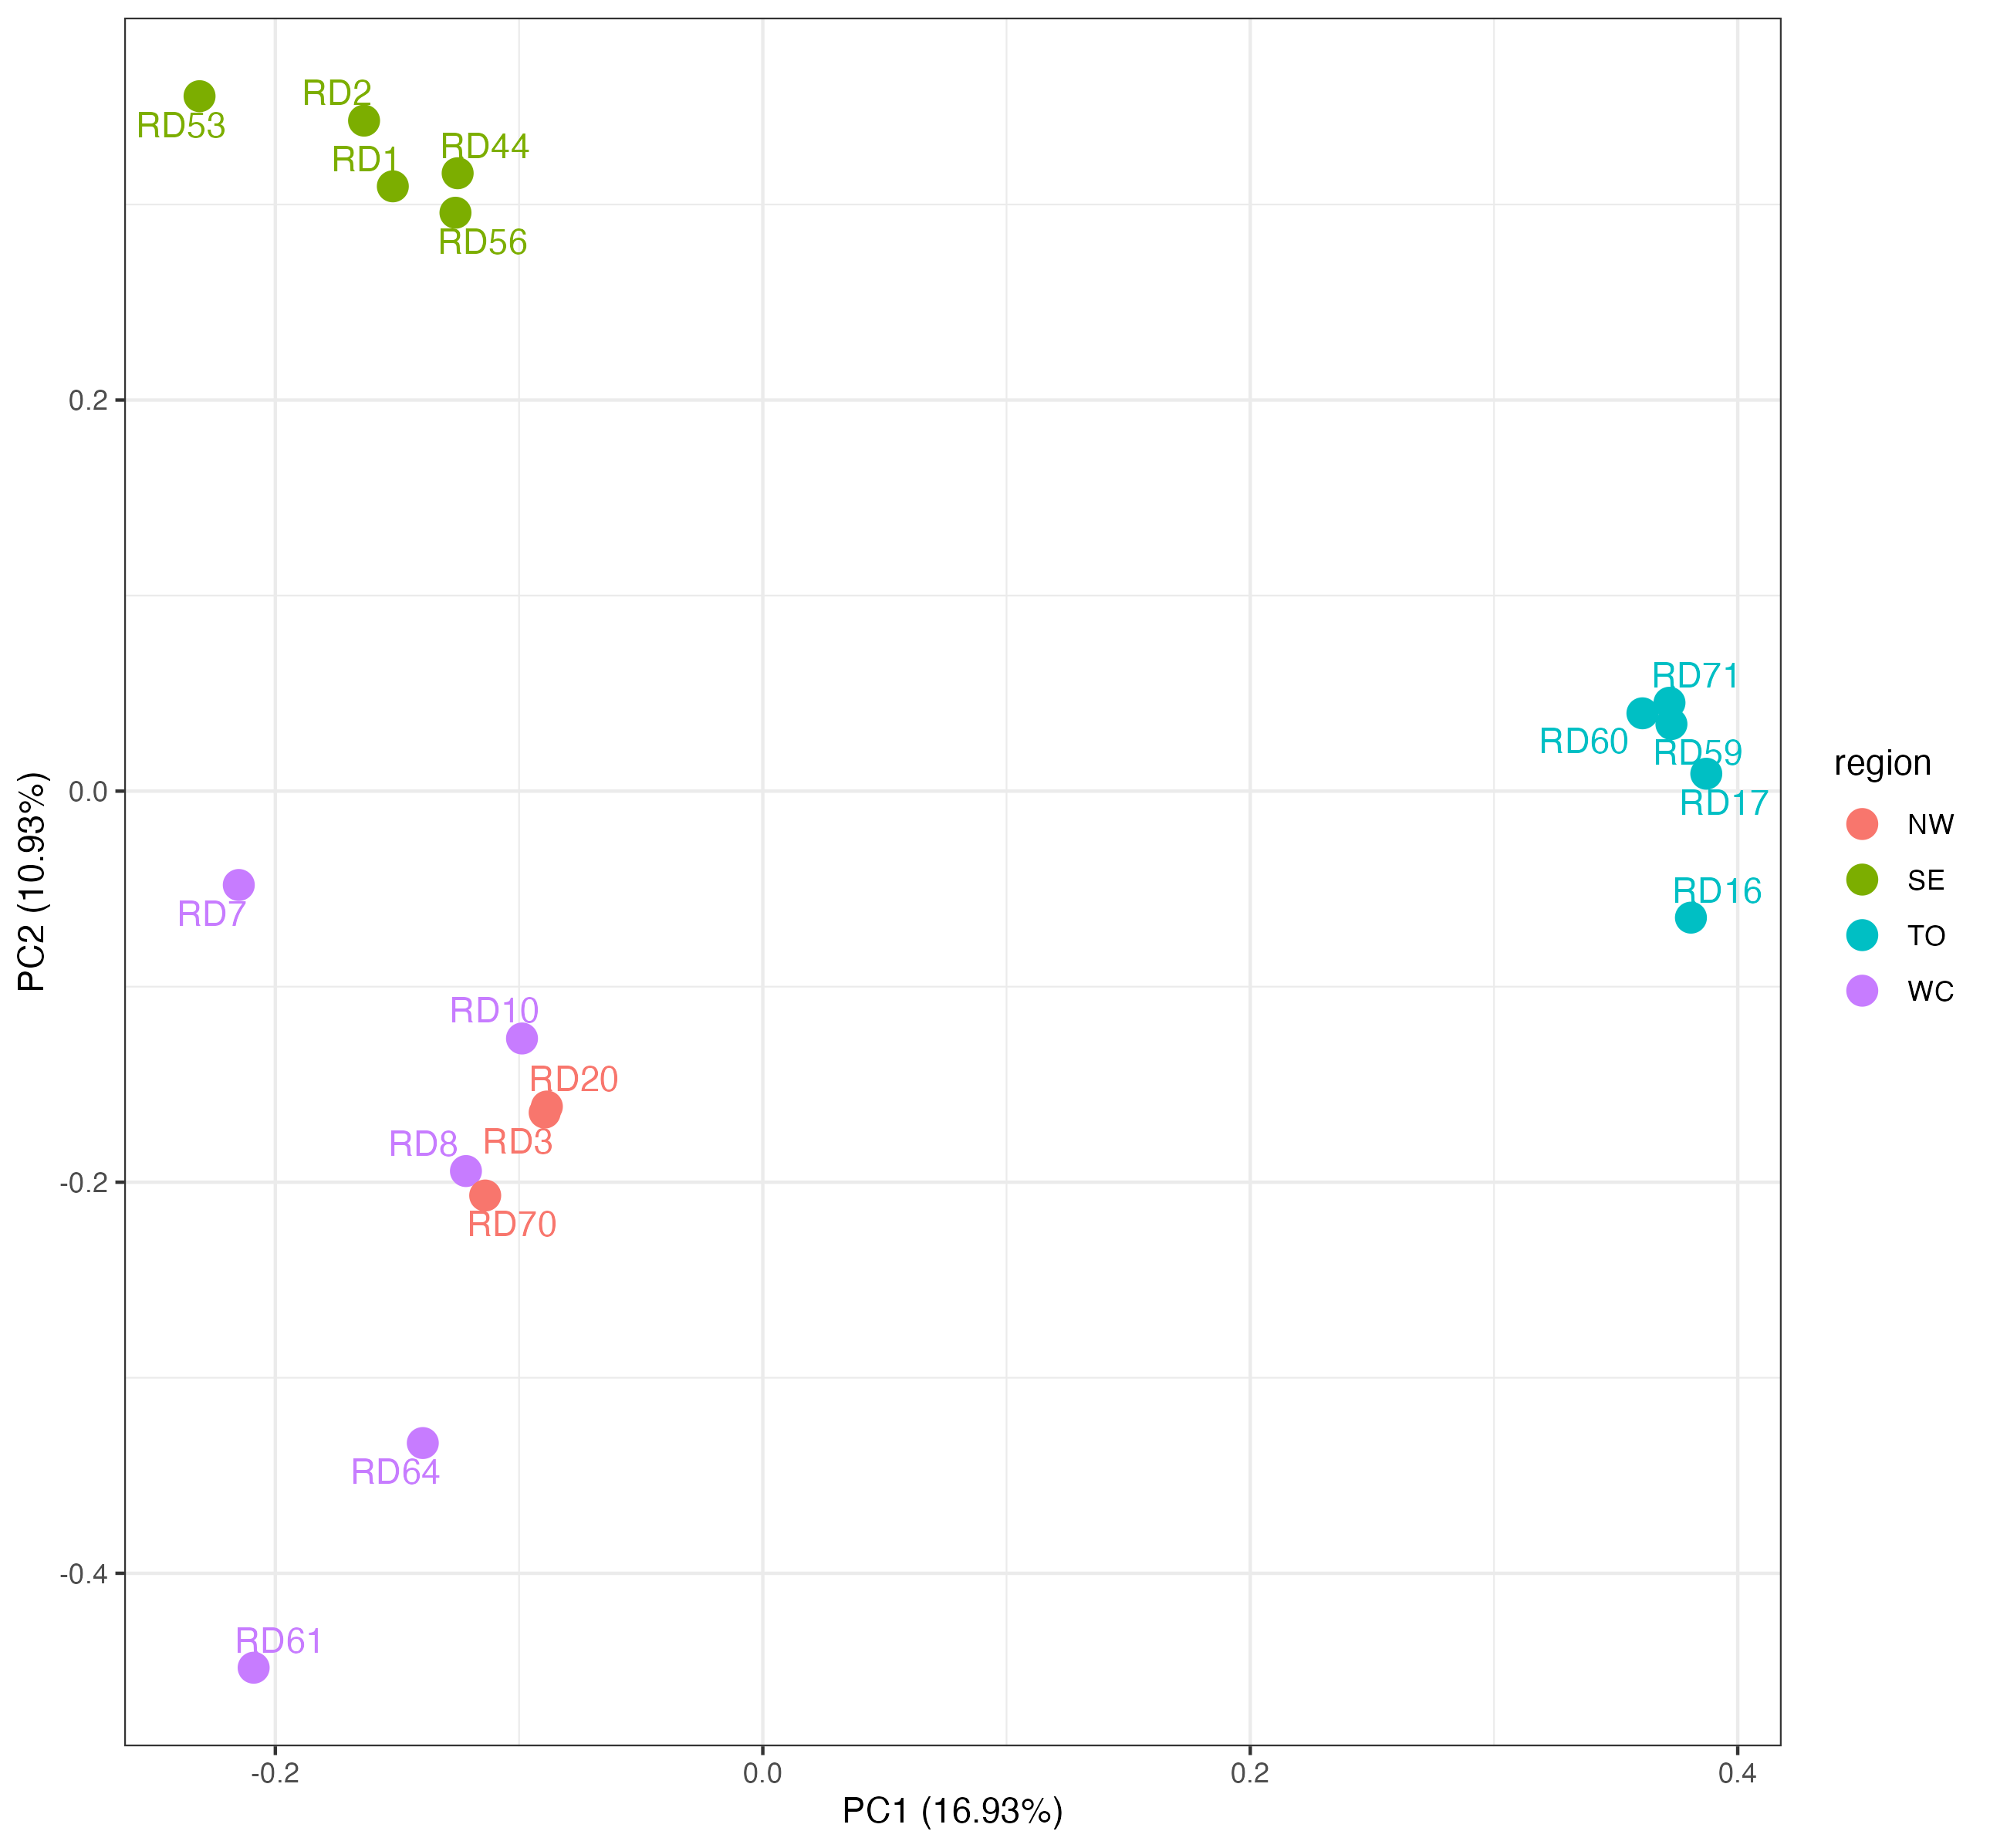 RD2
RD53
RD44
RD1
RD56
0.2
RD71
RD60
RD59
region
0.0
RD17
NW
SE
RD16
RD7
TO
PC2 (10.93%)
WC
RD10
RD20
RD3
RD8
-0.2
RD70
RD64
-0.4
RD61
-0.2
0.0
0.2
0.4
PC1 (16.93%)